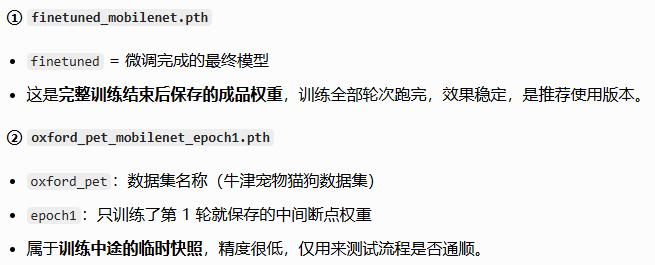 ① finetuned_mobilenet.pth
• finetuned = 微调完成的最终模型
• 这是完整训练结束后保存的成品权重，训练全部轮次跑完，效果稳定，是推荐使用版本。
② oxford_pet_mobilenet_epoch1.pth
• oxford_pet：数据集名称（牛津宠物猫狗数据集）
• epoch1：只训练了第 1 轮就保存的中间断点权重
• 属于训练中途的临时快照，精度很低，仅用来测试流程是否通顺。